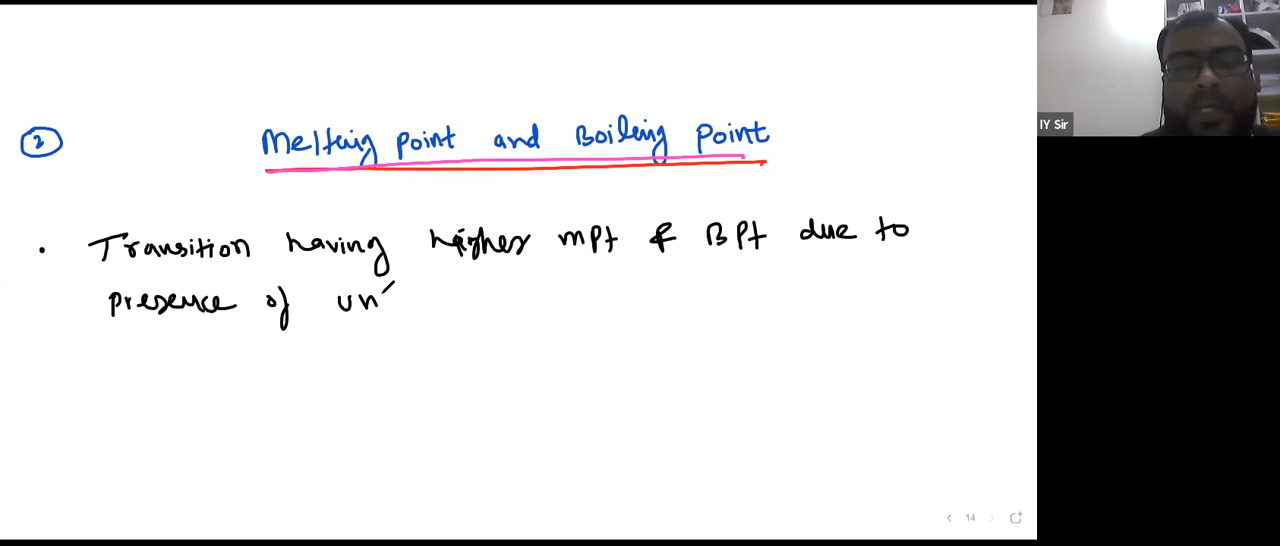 2
Melting point and Boiling point
• Transition having higher mpt & BPt due to
presence of un
IY Sir
14